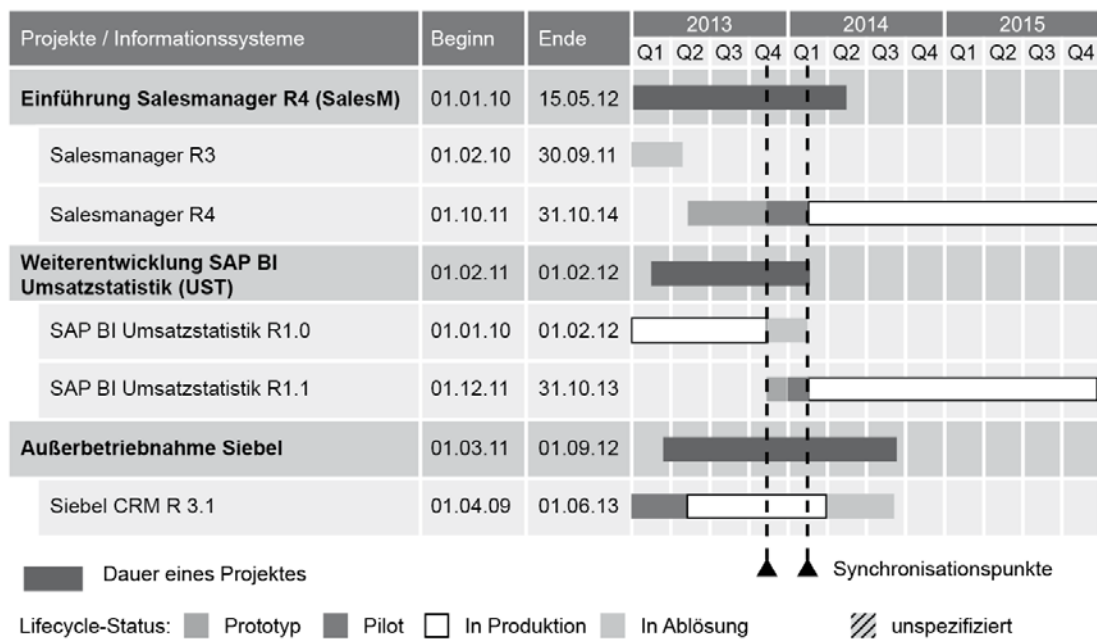 Projekte / Informationssysteme Beginn Ende 2013 2014 2015
Q1 Q2 Q3 Q4 Q1 Q2 Q3 Q4 Q1 Q2 Q3 Q4
Einführung Salesmanager R4 (SalesM) 01.01.10 15.05.12
Salesmanager R3 01.02.10 30.09.11
Salesmanager R4 01.10.11 31.10.14
Weiterentwicklung SAP BI
Umsatzstatistik (UST) 01.02.11 01.02.12
SAP BI Umsatzstatistik R1.0 01.01.10 01.02.12
SAP BI Umsatzstatistik R1.1 01.12.11 31.10.13
Außerbetriebnahme Siebel 01.03.11 01.09.12
Siebel CRM R 3.1 01.04.09 01.06.13
Dauer eines Projektes Synchronisationspunkte
Lifecycle-Status: Prototyp Pilot In Produktion In Ablösung unspezifiziert